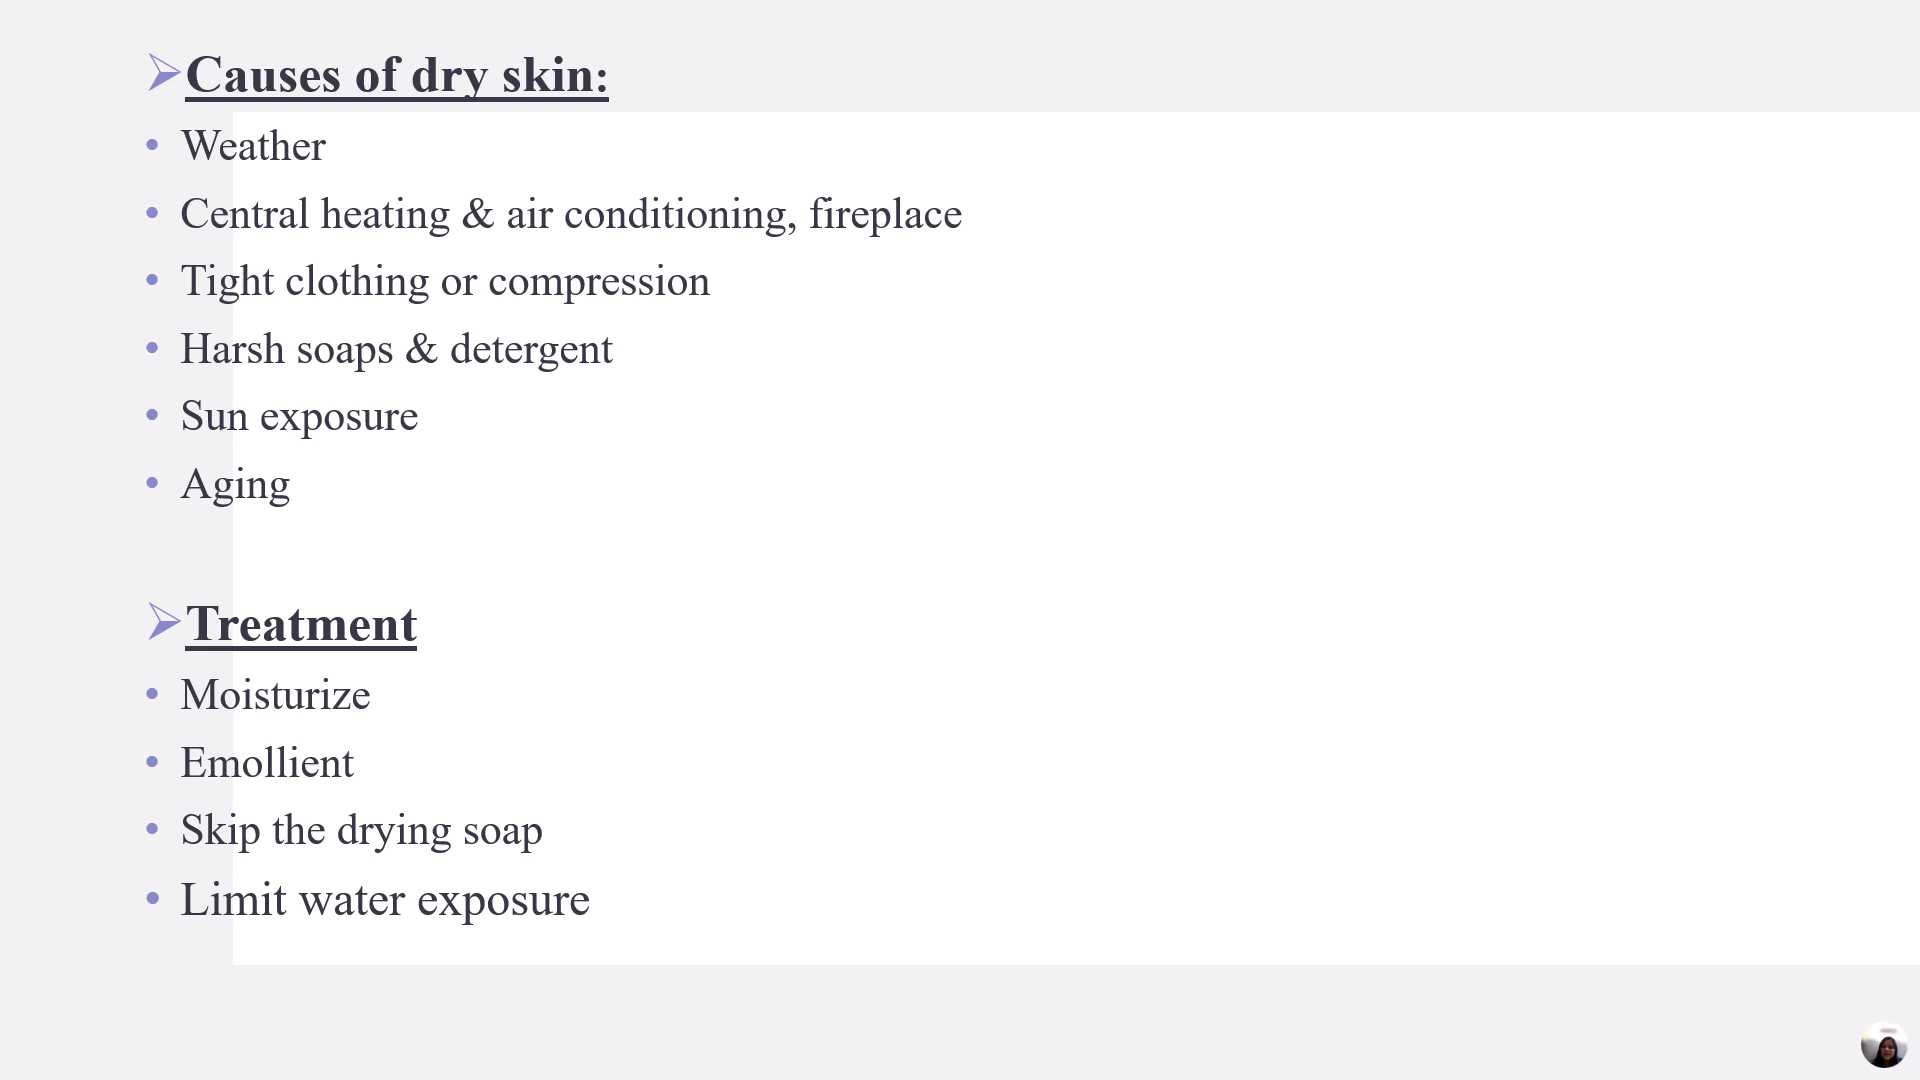 ➢Causes of dry skin:
• Weather
• Central heating & air conditioning, fireplace
• Tight clothing or compression
• Harsh soaps & detergent
• Sun exposure
• Aging
➢Treatment
• Moisturize
• Emollient
• Skip the drying soap
• Limit water exposure